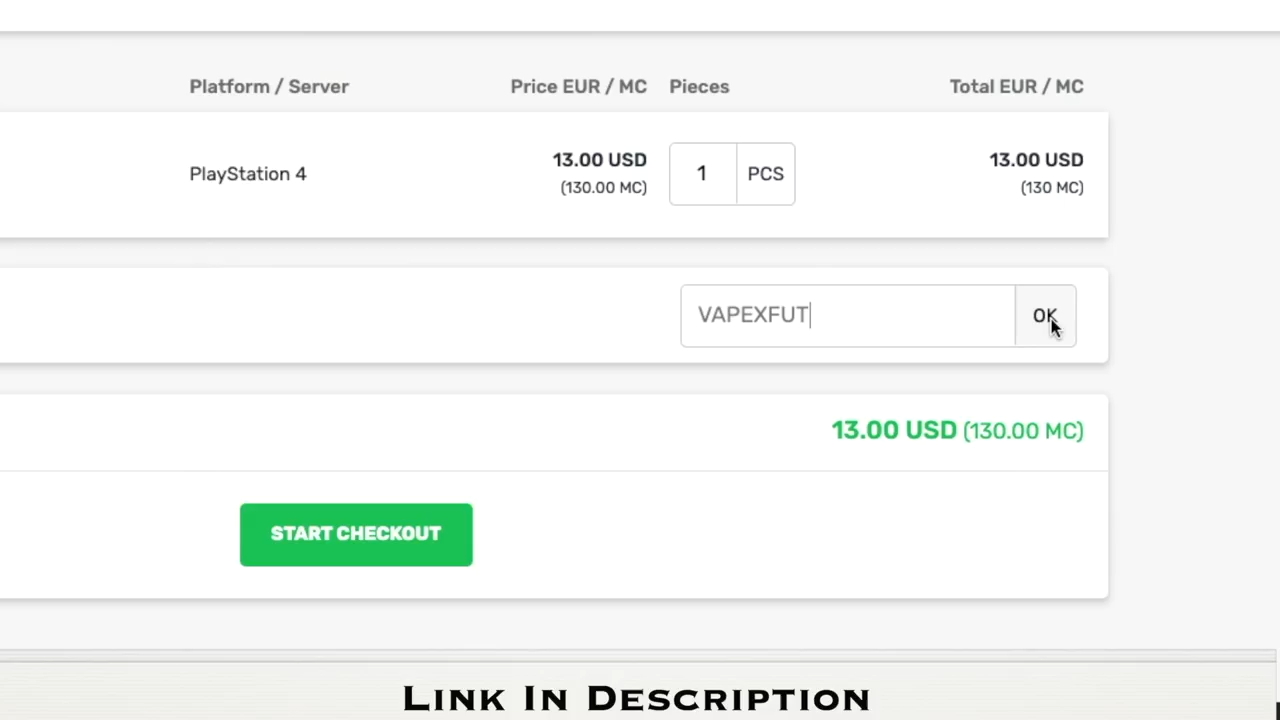 Platform / Server Price EUR / MC Pieces Total EUR / MC
PlayStation 4 13.00 USD 1 PCS 13.00 USD
(130.00 MC) (130 MC)
VAPEXFUT OK
13.00 USD (130.00 MC)
START CHECKOUT
Link In Description